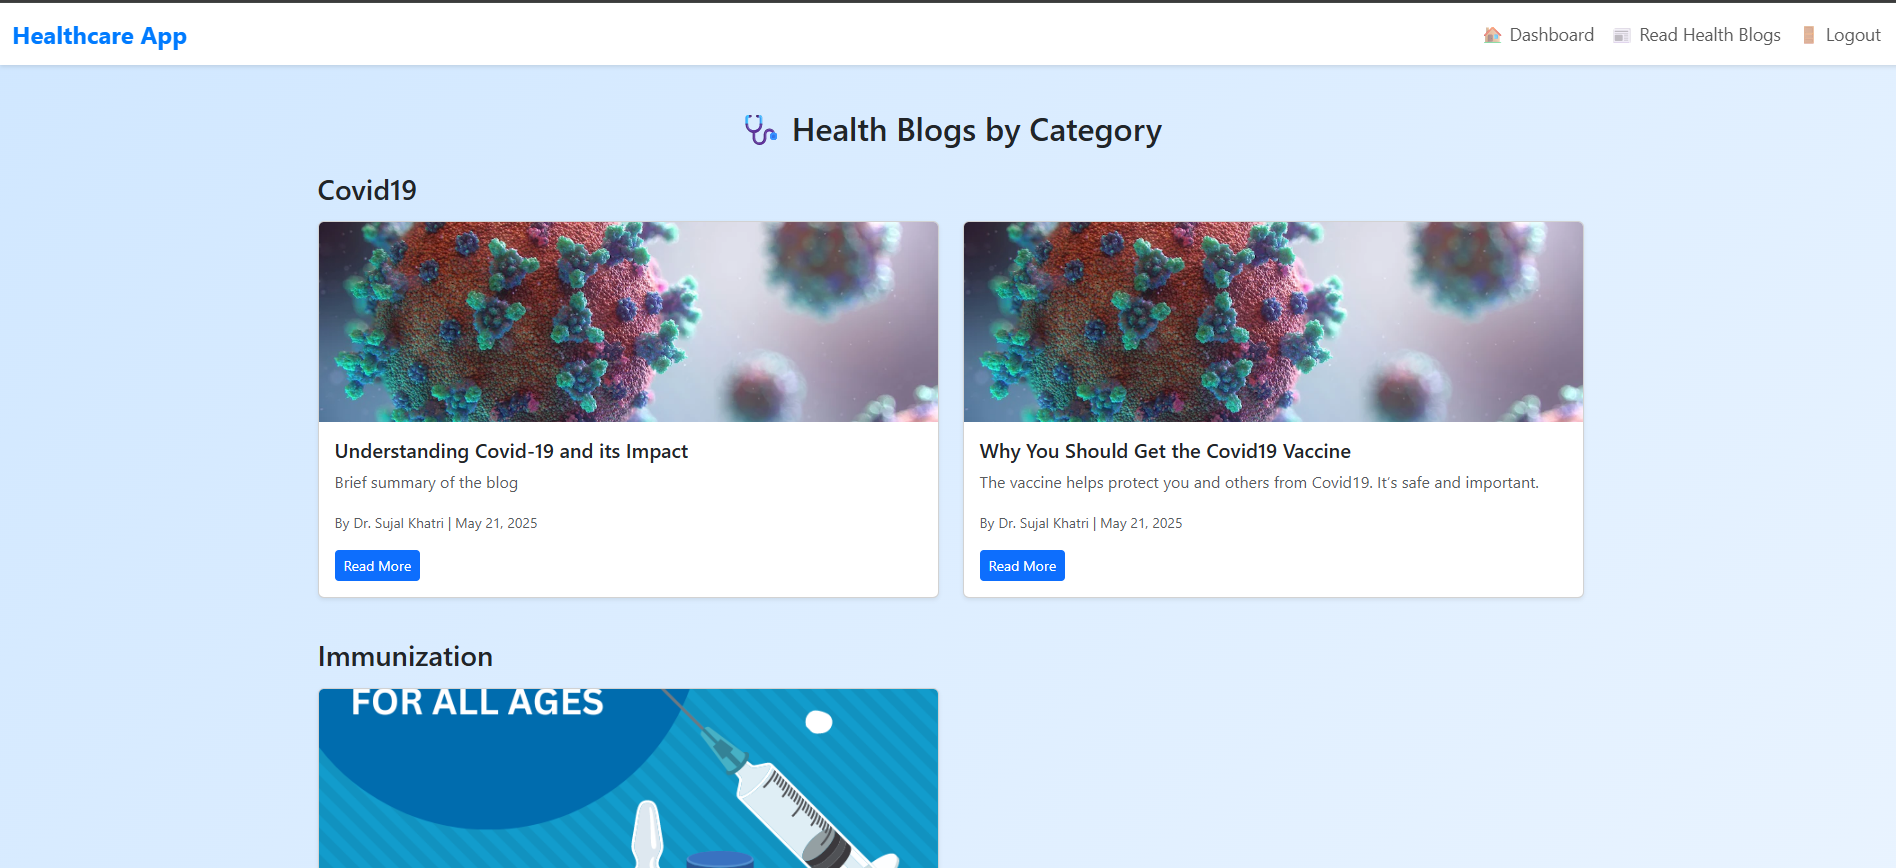 Healthcare App
Dashboard
Read Health Blogs
Logout
Health Blogs by Category
Covid19
Understanding Covid-19 and its Impact
Brief summary of the blog
By Dr. Sujal Khatri | May 21, 2025
Read More
Why You Should Get the Covid19 Vaccine
The vaccine helps protect you and others from Covid19. It’s safe and important.
By Dr. Sujal Khatri | May 21, 2025
Read More
Immunization
FOR ALL AGES